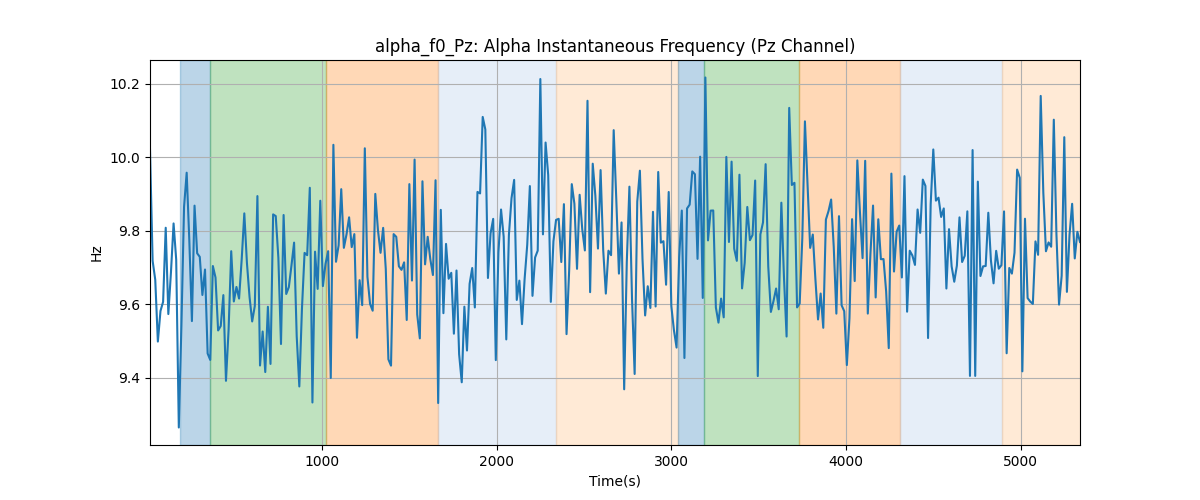 alpha_f0_Pz: Alpha Instantaneous Frequency (Pz Channel)
10.2
10.0
9.8
9.6
9.4
Hz
1000 2000 3000 4000 5000
Time(s)